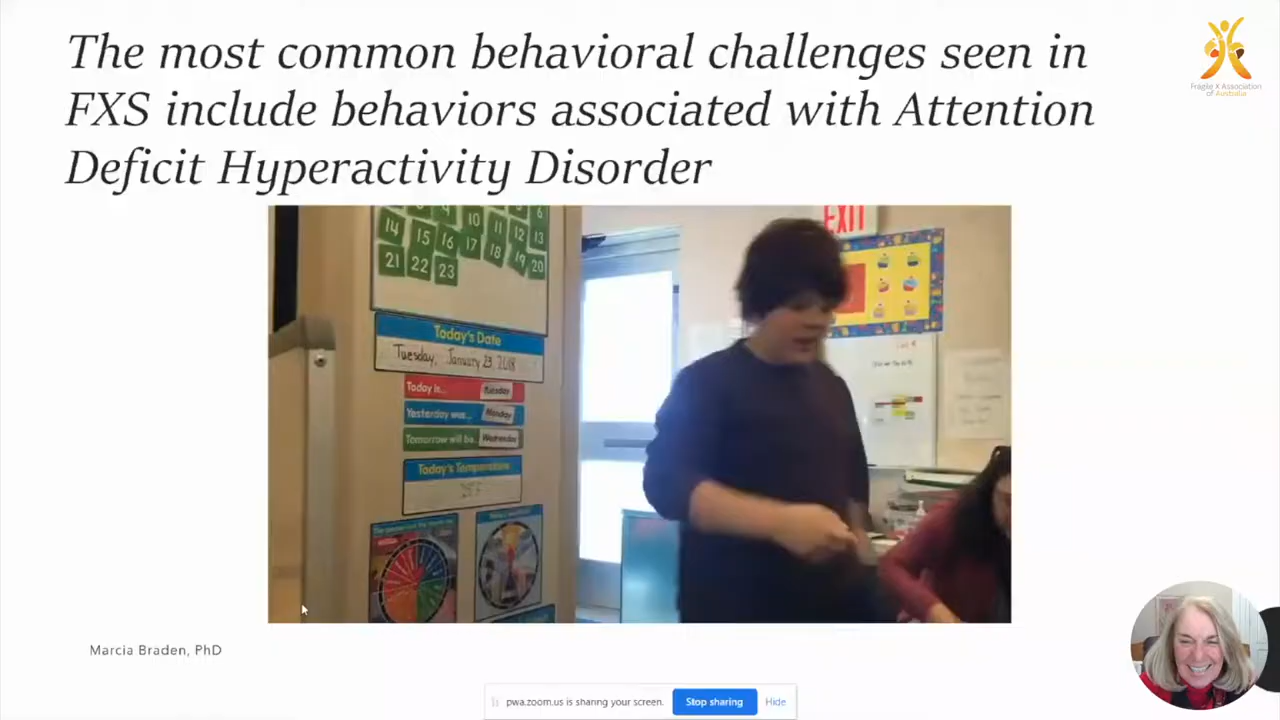 The most common behavioral challenges seen in
FXS include behaviors associated with Attention
Deficit Hyperactivity Disorder
Fragile X Association
of Australia
EXIT
6
14 15 16 10 17 11 18 12 19 13 20
21 22 23
Today's Date
Tuesday, January 23, 2018
Today is... Tuesday
Yesterday was... Monday
Tomorrow will be... Wednesday
Today's Temperature
Marcia Braden, PhD
pwa.zoom.us is sharing your screen. Stop sharing Hide